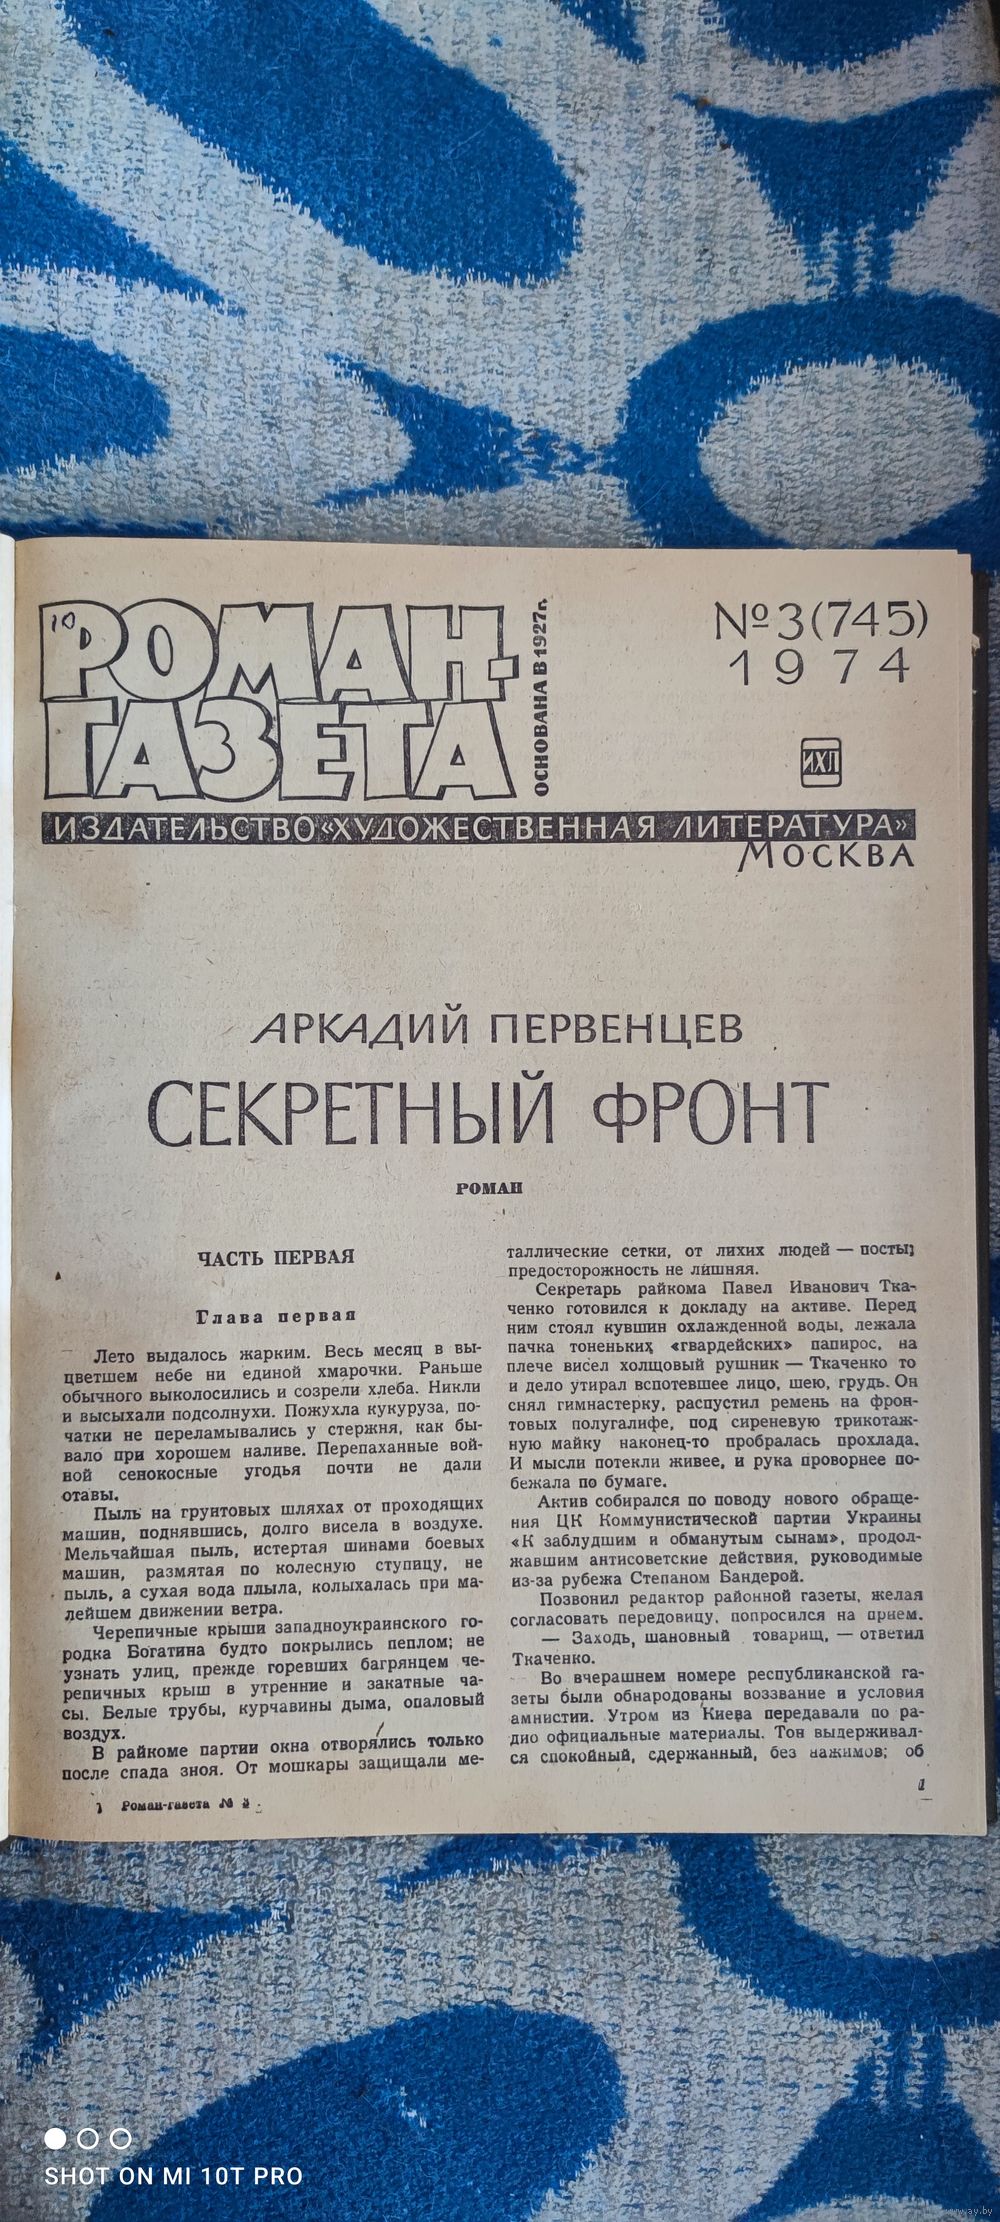 10
РОМАН-
ГАЗЕТА
ОСНОВАНА В 1927г.
№3(745)
1974
ИХЛ
ИЗДАТЕЛЬСТВО«ХУДОЖЕСТВЕННАЯ ЛИТЕРАТУРА»
МОСКВА
АРКАДИЙ ПЕРВЕНЦЕВ
СЕКРЕТНЫЙ ФРОНТ
РОМАН
ЧАСТЬ ПЕРВАЯ
Глава первая
Лето выдалось жарким. Весь месяц в вы-
цветшем небе ни единой хмарочки. Раньше
обычного выколосились и созрели хлеба. Никли
и высыхали подсолнухи. Пожухла кукуруза, по-
чатки не переламывались у стержня, как бы-
вало при хорошем наливе. Перепаханные вой-
ной сенокосные угодья почти не дали
отавы.
Пыль на грунтовых шляхах от проходящих
машин, поднявшись, долго висела в воздухе.
Мельчайшая пыль, истертая шинами боевых
машин, размятая по колесную ступицу, не
пыль, а сухая вода плыла, колыхалась при ма-
лейшем движении ветра.
Черепичные крыши западноукраинского го-
родка Богатина будто покрылись пеплом; не
узнать улиц, прежде горевших багрянцем че-
репичных крыш в утренние и закатные ча-
сы. Белые трубы, курчавины дыма, опаловый
воздух.
В райкоме партии окна отворялись только
после спада зноя. От мошкары защищали ме-
1 Роман-газета № 3
таллические сетки, от лихих людей — посты;
предосторожность не лишняя.
Секретарь райкома Павел Иванович Тка-
ченко готовился к докладу на активе. Перед
ним стоял кувшин охлажденной воды, лежала
пачка тоненьких «гвардейских» папирос, на
плече висел холщовый рушник — Ткаченко то
и дело утирал вспотевшее лицо, шею, грудь. Он
снял гимнастерку, распустил ремень на фрон-
товых полугалифе, под сиреневую трикотаж-
ную майку наконец-то пробралась прохлада.
И мысли потекли живее, и рука проворнее по-
бежала по бумаге.
Актив собирался по поводу нового обраще-
ния ЦК Коммунистической партии Украины
«К заблудшим и обманутым сынам», продол-
жавшим антисоветские действия, руководимые
из-за рубежа Степаном Бандерой.
Позвонил редактор районной газеты, желая
согласовать передовицу, попросился на прием.
— Заходь, шановный товарищ, — ответил
Ткаченко.
Во вчерашнем номере республиканской га-
зеты были обнародованы воззвание и условия
амнистии. Утром из Киева передавали по ра-
дио официальные материалы. Тон выдерживал-
ся спокойный, сдержанный, без нажимов; об
1
SHOT ON MI 10T PRO
www.ay.by